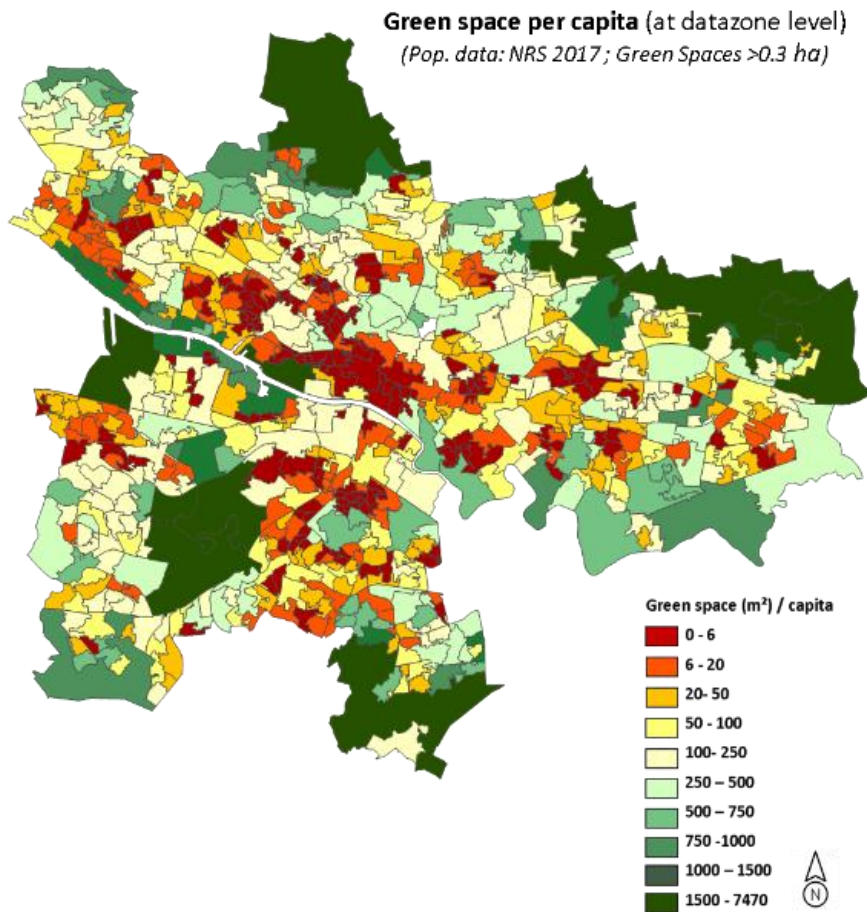 Green space per capita (at datazone level)
(Pop. data: NRS 2017 ; Green Spaces >0.3 ha)
Green space (m²) / capita
0 - 6
6 - 20
20- 50
50 - 100
100- 250
250 – 500
500 – 750
750 -1000
1000 – 1500
1500 - 7470
N